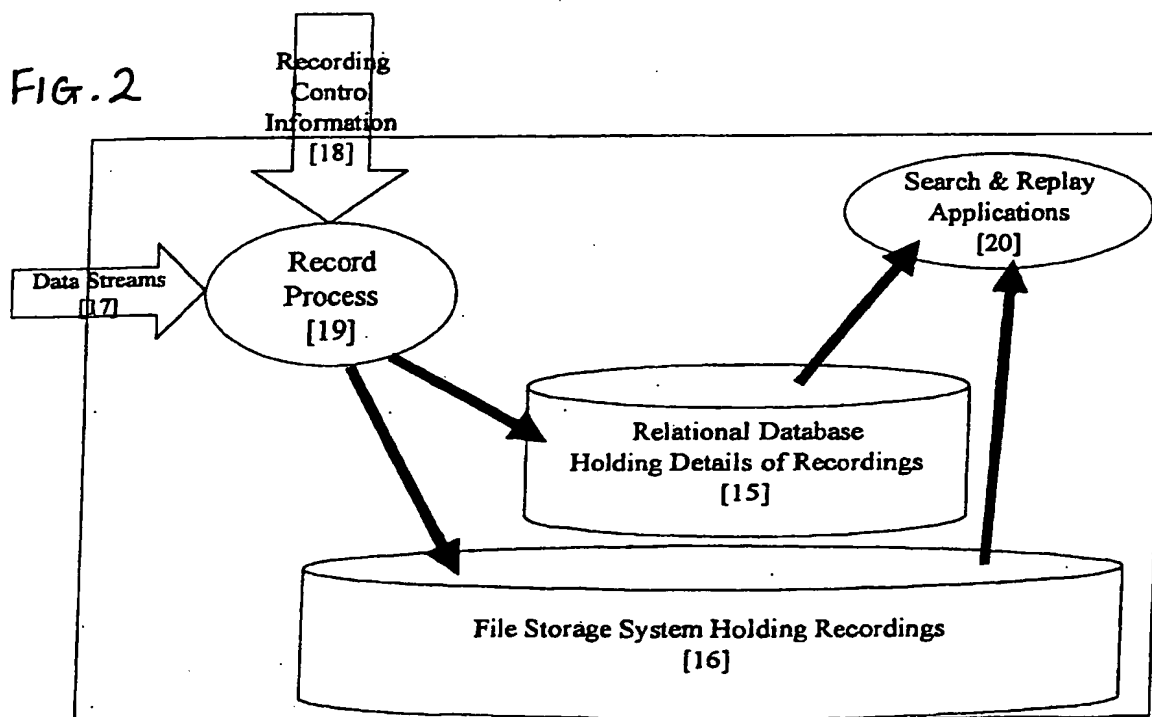 FIG. 2
Recording
Control
Information
[18]
Search & Replay
Applications
[20]
Data Streams
[17]
Record
Process
[19]
Relational Database
Holding Details of Recordings
[15]
File Storage System Holding Recordings
[16]